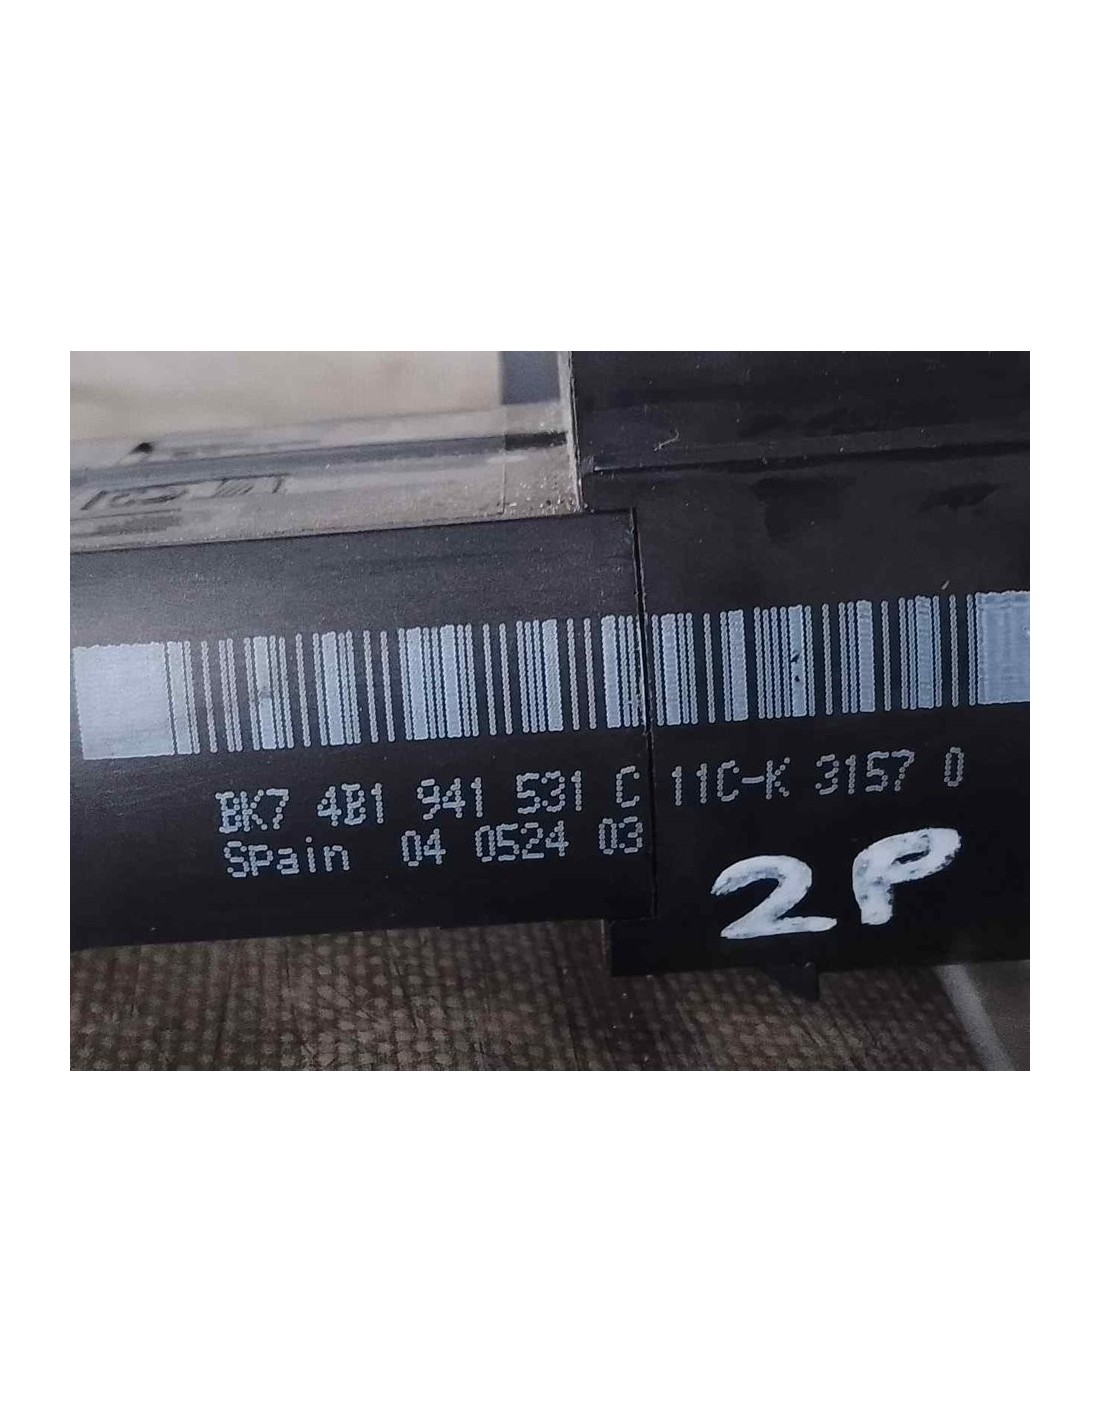 BK7 4B1 941 531 C 11C-K 3157 0
Spain 04 0524 03
2P